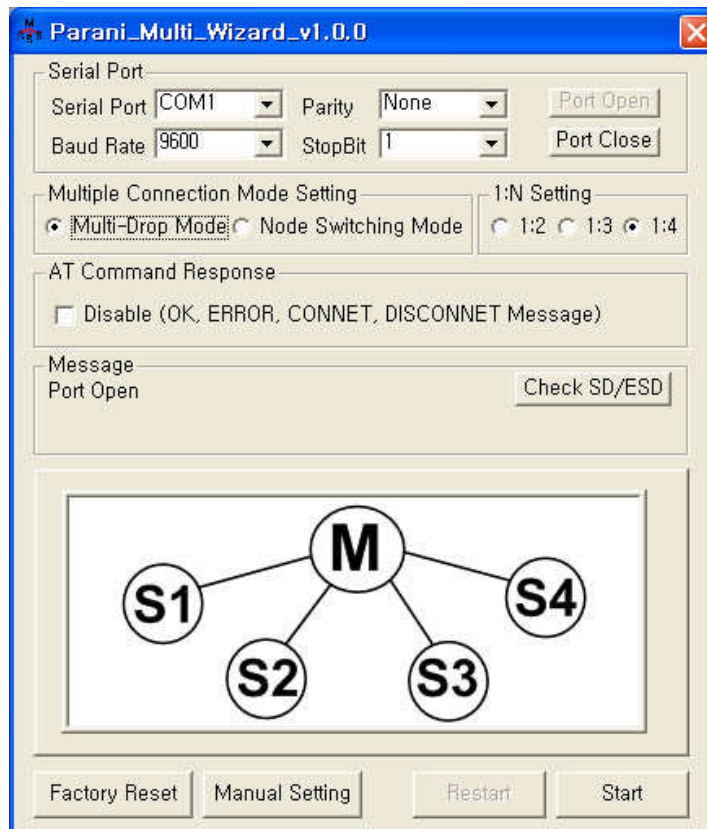 Parani_Multi_Wizard_v1.0.0
Serial Port
Serial Port COM1 Parity None Port Open
Baud Rate 9600 StopBit 1 Port Close
Multiple Connection Mode Setting 1:N Setting
Multi-Drop Mode Node Switching Mode 1:2 1:3 1:4
AT Command Response
Disable (OK, ERROR, CONNET, DISCONNET Message)
Message
Port Open Check SD/ESD
M
S1 S4
S2 S3
Factory Reset Manual Setting Restart Start